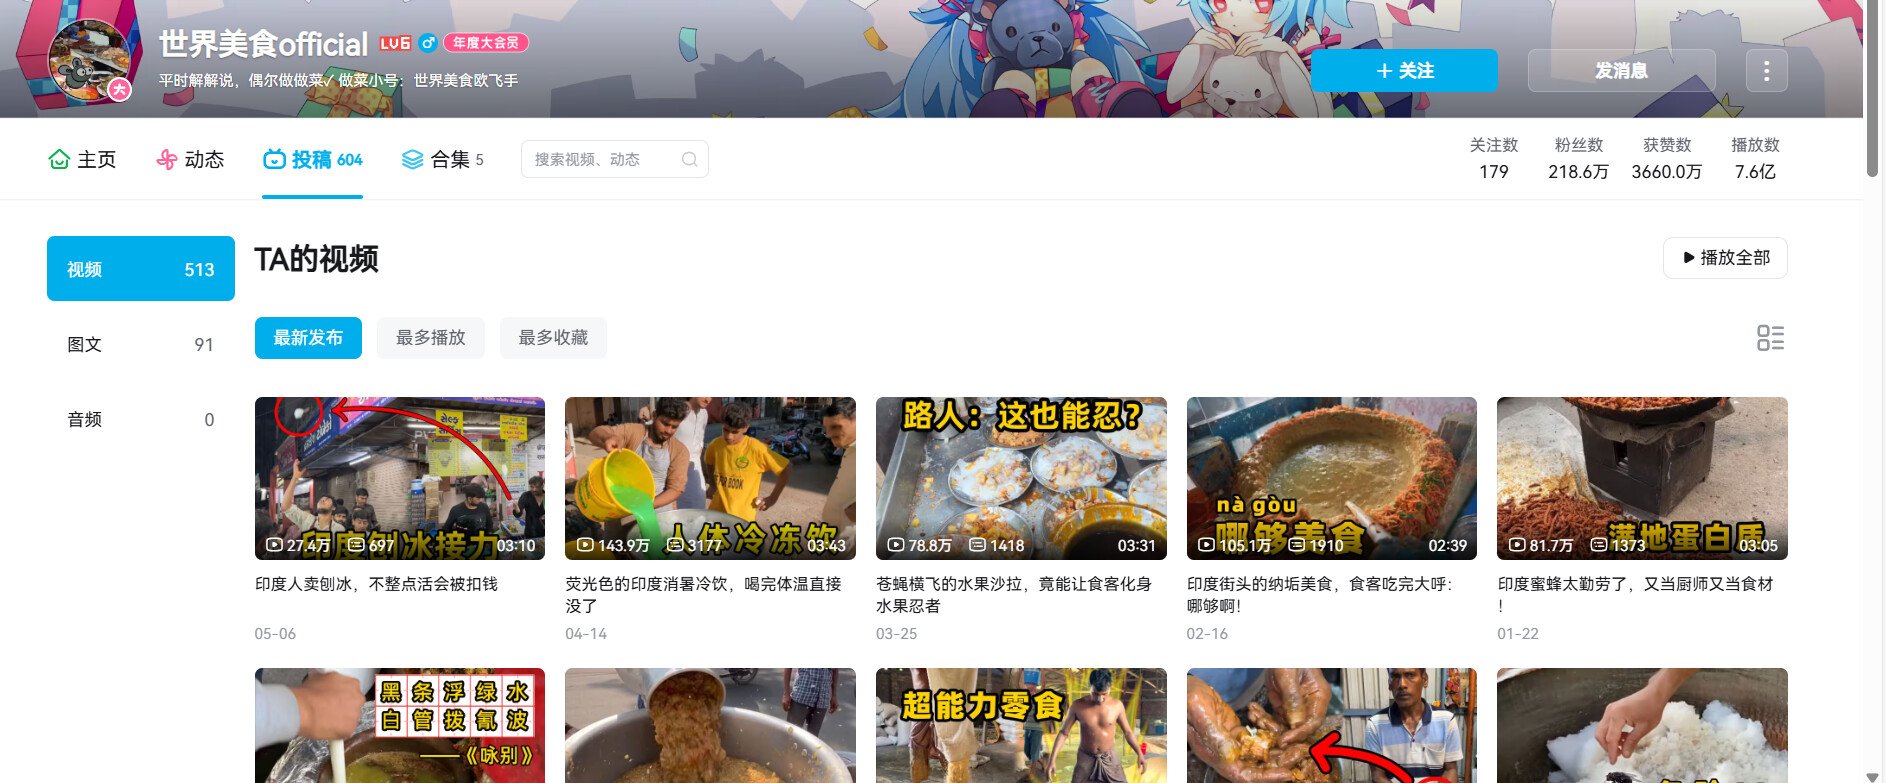 世界美食official LV6 年度大会员
大
平时解解说，偶尔做做菜✓ 做菜小号：世界美食欧飞手
+ 关注
发消息
主页
动态
投稿 604
合集 5
搜索视频、动态
关注数 粉丝数 获赞数 播放数
179 218.6万 3660.0万 7.6亿
视频 513
图文 91
音频 0
TA的视频
播放全部
最新发布 最多播放 最多收藏
印度刨冰接力
27.4万 697 03:10
印度人卖刨冰，不整点活会被扣钱
05-06
人体冷冻饮
143.9万 3177 03:43
荧光色的印度消暑冷饮，喝完体温直接
没了
04-14
路人：这也能忍？
78.8万 1418 03:31
苍蝇横飞的水果沙拉，竟能让食客化身
水果忍者
03-25
nà gòu
哪够美食
105.1万 1910 02:39
印度街头的纳垢美食，食客吃完大呼：
哪够啊！
02-16
满地蛋白质
81.7万 1373 03:05
印度蜜蜂太勤劳了，又当厨师又当食材
！
01-22
黑条浮绿水
白管拨氰波
——《咏别》
超能力零食